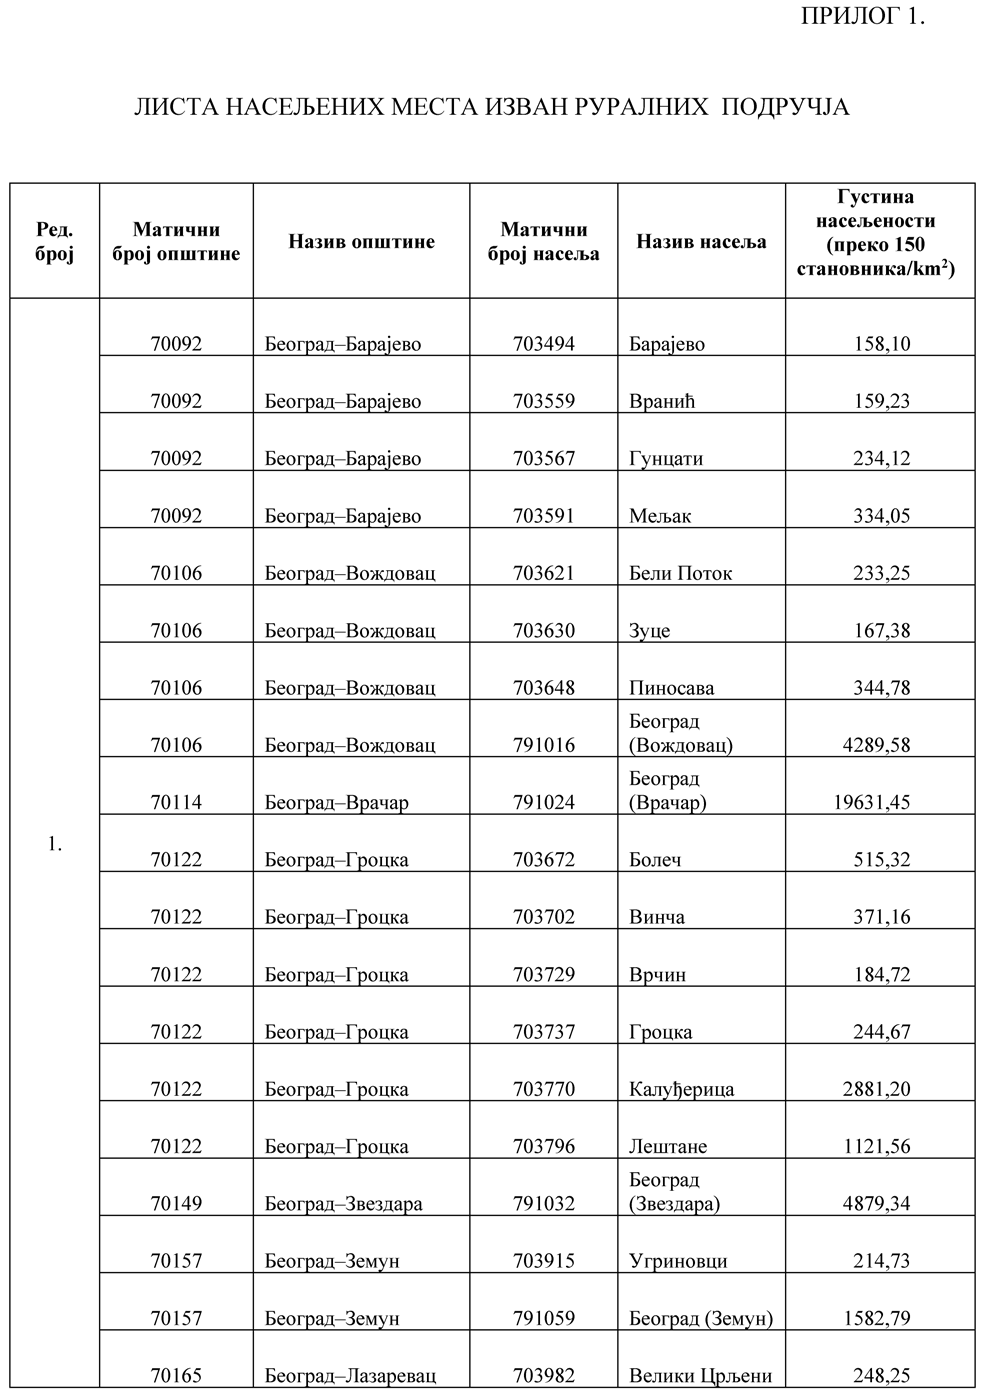 ПРИЛОГ 1.
ЛИСТА НАСЕЉЕНИХ МЕСТА ИЗВАН РУРАЛНИХ ПОДРУЧЈА
Ред. број Матични број општине Назив општине Матични број насеља Назив насеља Густина насељености (преко 150 становника/km²)
70092 Београд–Барајево 703494 Барајево 158,10
70092 Београд–Барајево 703559 Вранић 159,23
70092 Београд–Барајево 703567 Гунцати 234,12
70092 Београд–Барајево 703591 Мељак 334,05
70106 Београд–Вождовац 703621 Бели Поток 233,25
70106 Београд–Вождовац 703630 Зуце 167,38
70106 Београд–Вождовац 703648 Пиносава 344,78
70106 Београд–Вождовац 791016 Београд (Вождовац) 4289,58
70114 Београд–Врачар 791024 Београд (Врачар) 19631,45
1.
70122 Београд–Гроцка 703672 Болеч 515,32
70122 Београд–Гроцка 703702 Винча 371,16
70122 Београд–Гроцка 703729 Врчин 184,72
70122 Београд–Гроцка 703737 Гроцка 244,67
70122 Београд–Гроцка 703770 Калуђерица 2881,20
70122 Београд–Гроцка 703796 Лештане 1121,56
70149 Београд–Звездара 791032 Београд (Звездара) 4879,34
70157 Београд–Земун 703915 Угриновци 214,73
70157 Београд–Земун 791059 Београд (Земун) 1582,79
70165 Београд–Лазаревац 703982 Велики Црљени 248,25